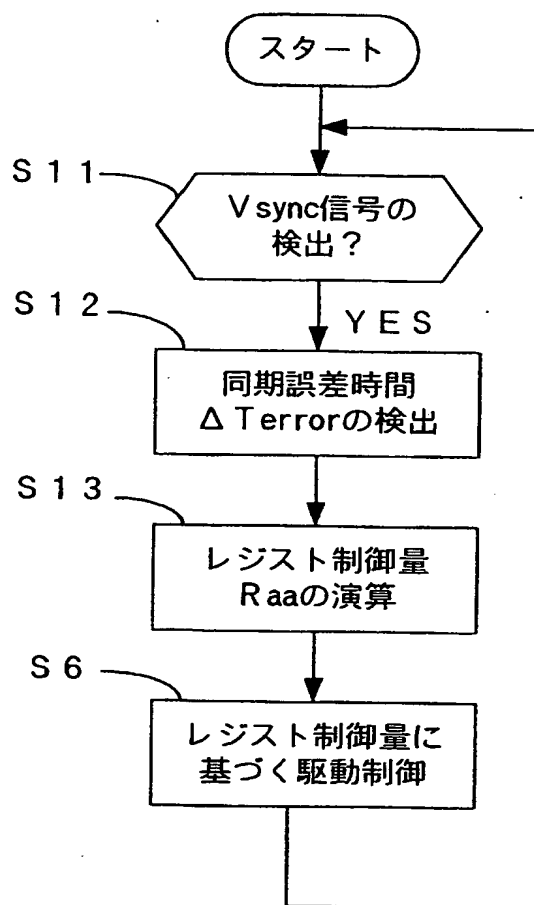 スタート
S11
Vsync信号の
検出？
S12
YES
同期誤差時間
ΔTerrorの検出
S13
レジスト制御量
Raaの演算
S6
レジスト制御量に
基づく駆動制御